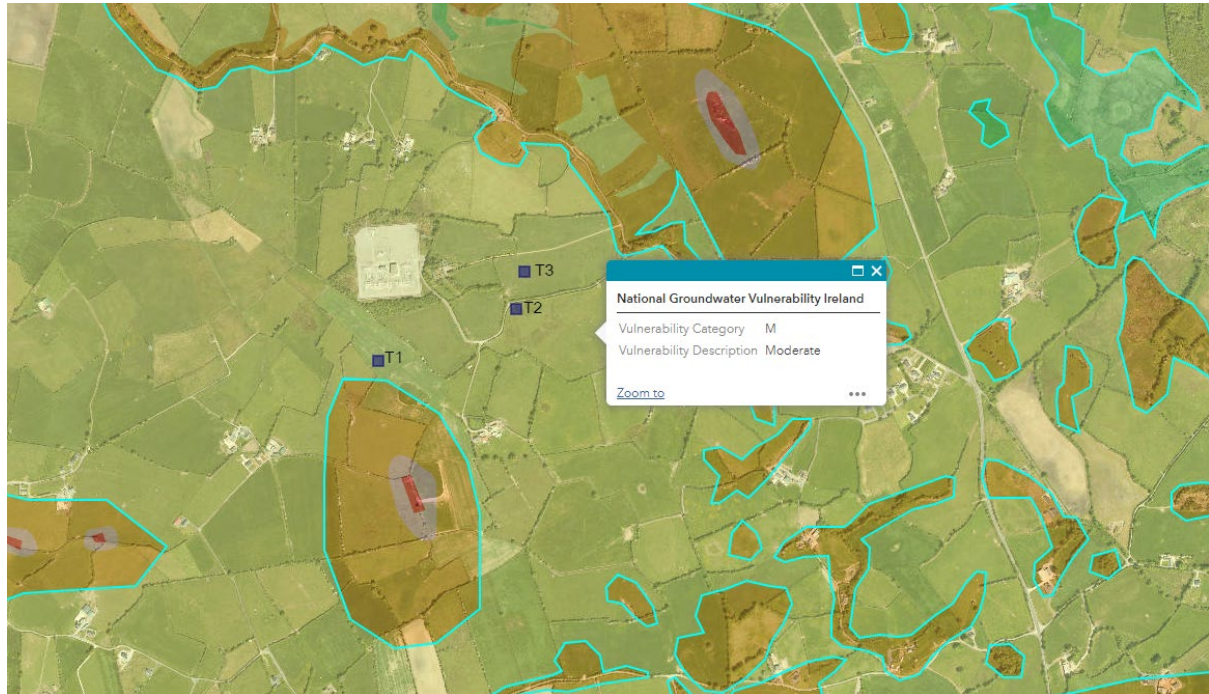 T3
T2
T1
National Groundwater Vulnerability Ireland
Vulnerability Category M
Vulnerability Description Moderate
Zoom to